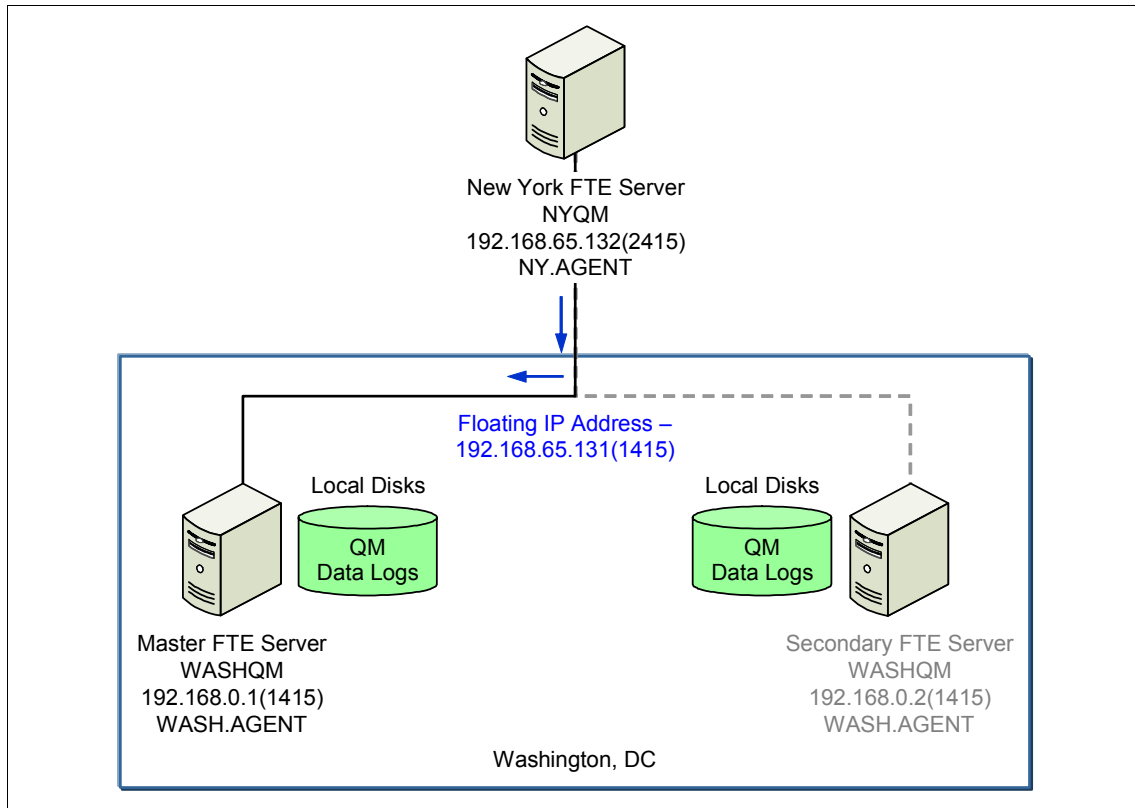 New York FTE Server
NYQM
192.168.65.132(2415)
NY.AGENT
Floating IP Address –
192.168.65.131(1415)
Local Disks
QM
Data Logs
Local Disks
QM
Data Logs
Master FTE Server
WASHQM
192.168.0.1(1415)
WASH.AGENT
Secondary FTE Server
WASHQM
192.168.0.2(1415)
WASH.AGENT
Washington, DC